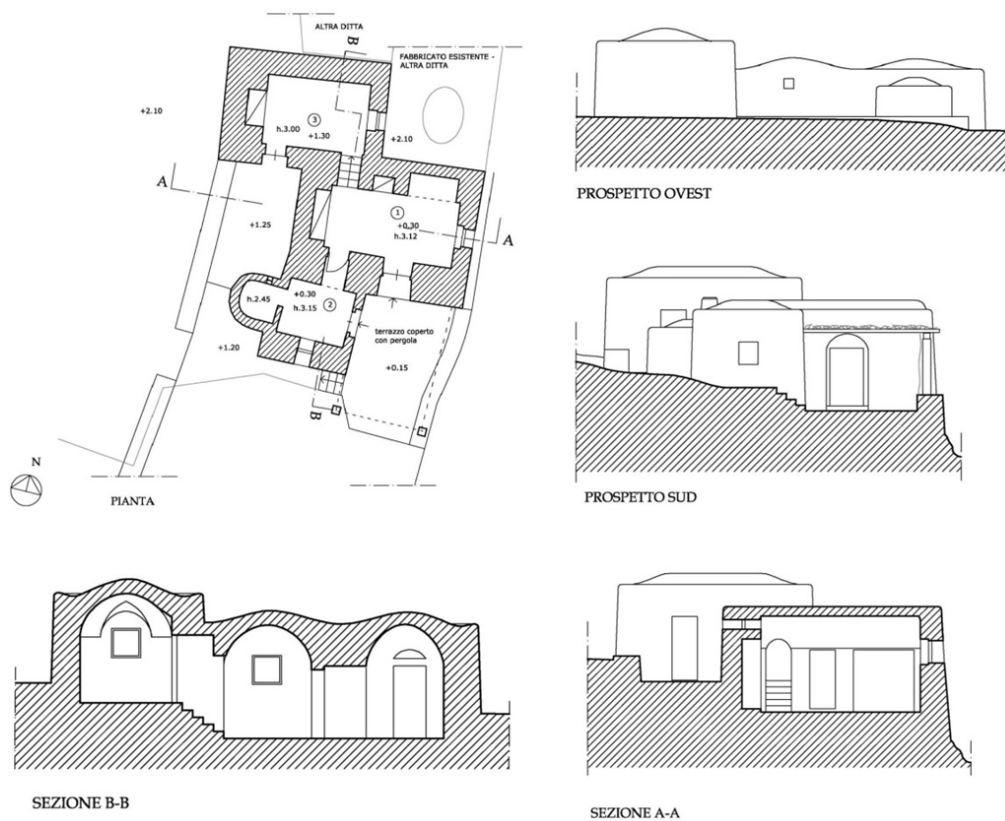 ALTRA DITTA
B
FABBRICATO ESISTENTE -
ALTRA DITTA
+2.10
3
h.3.00
+1.30
+2.10
A
1
+0.30
h.3.12
A
+1.25
+0.30
h.2.45
h.3.15
2
terrazzo coperto
con pergola
+1.20
+0.15
B
N
PIANTA
PROSPETTO OVEST
PROSPETTO SUD
SEZIONE B-B
SEZIONE A-A